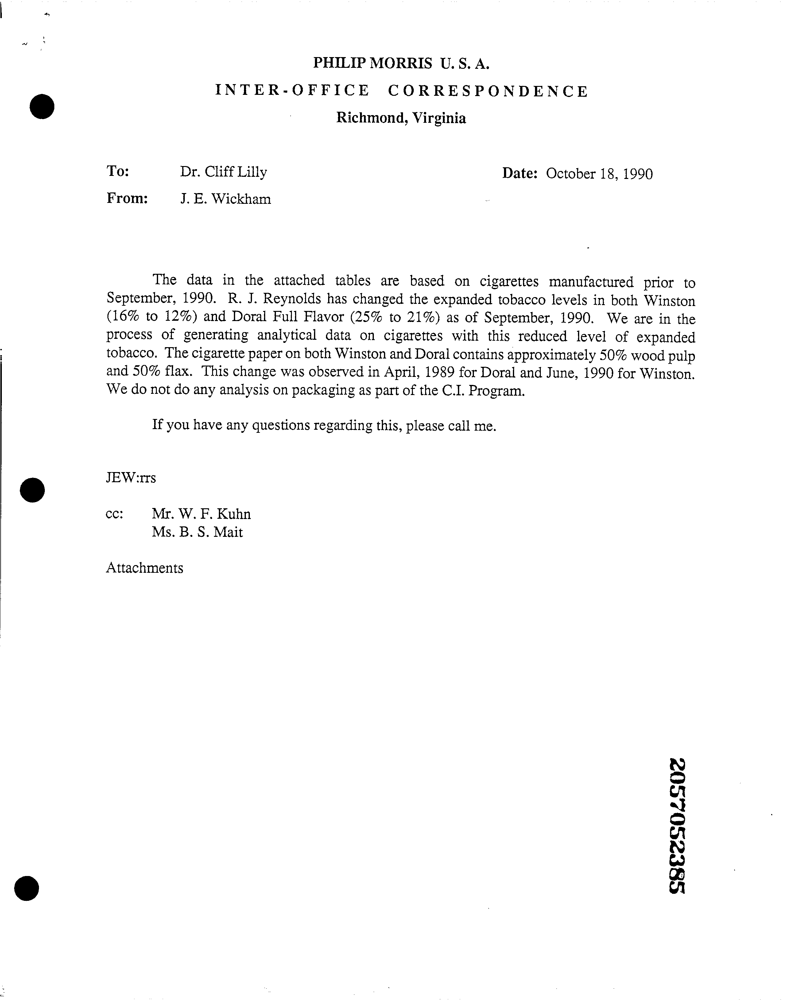 PHILIP MORRIS U. S. A.
INTER-OFFICE CORRESPONDENCE
Richmond, Virginia
To: Dr. Cliff Lilly Date: October 18, 1990
From: J. E. Wickham
The data in the attached tables are based on cigarettes manufactured prior to
September, 1990. R. J. Reynolds has changed the expanded tobacco levels in both Winston
(16% to 12%) and Doral Full Flavor (25% to 21%) as of September, 1990. We are in the
process of generating analytical data on cigarettes with this reduced level of expanded
tobacco. The cigarette paper on both Winston and Doral contains approximately 50% wood pulp
and 50% flax. This change was observed in April, 1989 for Doral and June, 1990 for Winston.
We do not do any analysis on packaging as part of the C.I. Program.
If you have any questions regarding this, please call me.
JEW:rrs
cc: Mr. W. F. Kuhn
Ms. B. S. Mait
Attachments
2057052385